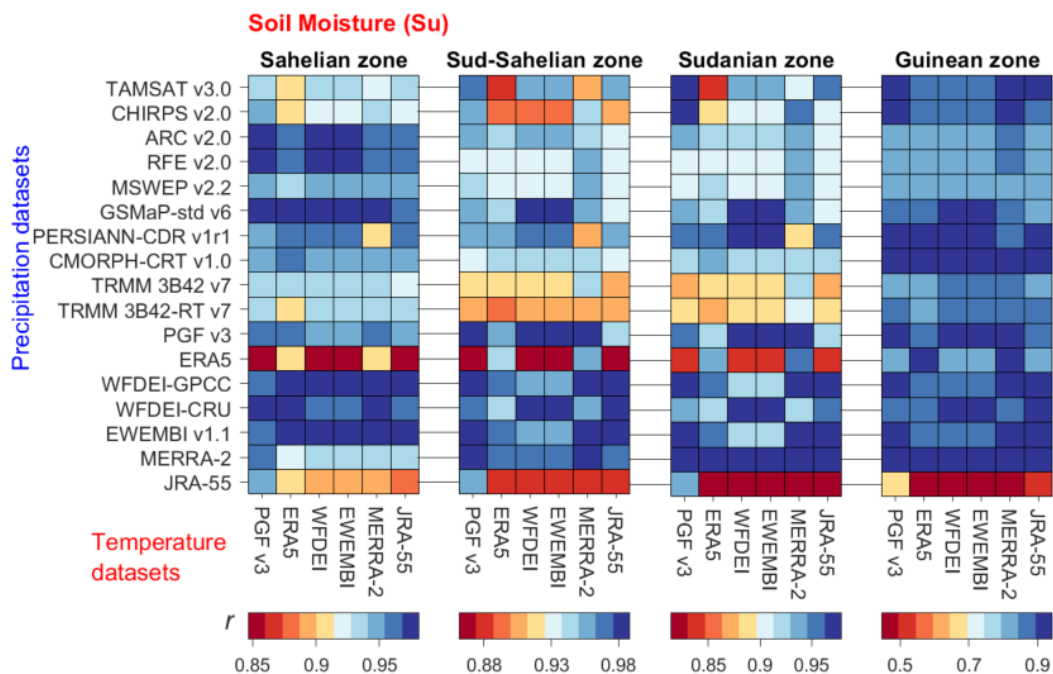 Soil Moisture (Su)
Sahelian zone Sud-Sahelian zone Sudanian zone Guinean zone
Precipitation datasets
TAMSAT v3.0
CHIRPS v2.0
ARC v2.0
RFE v2.0
MSWEP v2.2
GSMaP-std v6
PERSIANN-CDR v1r1
CMORPH-CRT v1.0
TRMM 3B42 v7
TRMM 3B42-RT v7
PGF v3
ERA5
WFDEI-GPCC
WFDEI-CRU
EWEMBI v1.1
MERRA-2
JRA-55
Temperature
datasets
PGF v3 ERA5 WFDEI EWEMBI MERRA-2 JRA-55 PGF v3 ERA5 WFDEI EWEMBI MERRA-2 JRA-55 PGF v3 ERA5 WFDEI EWEMBI MERRA-2 JRA-55 PGF v3 ERA5 WFDEI EWEMBI MERRA-2 JRA-55
r
0.85 0.9 0.95 0.88 0.93 0.98 0.85 0.9 0.95 0.5 0.7 0.9